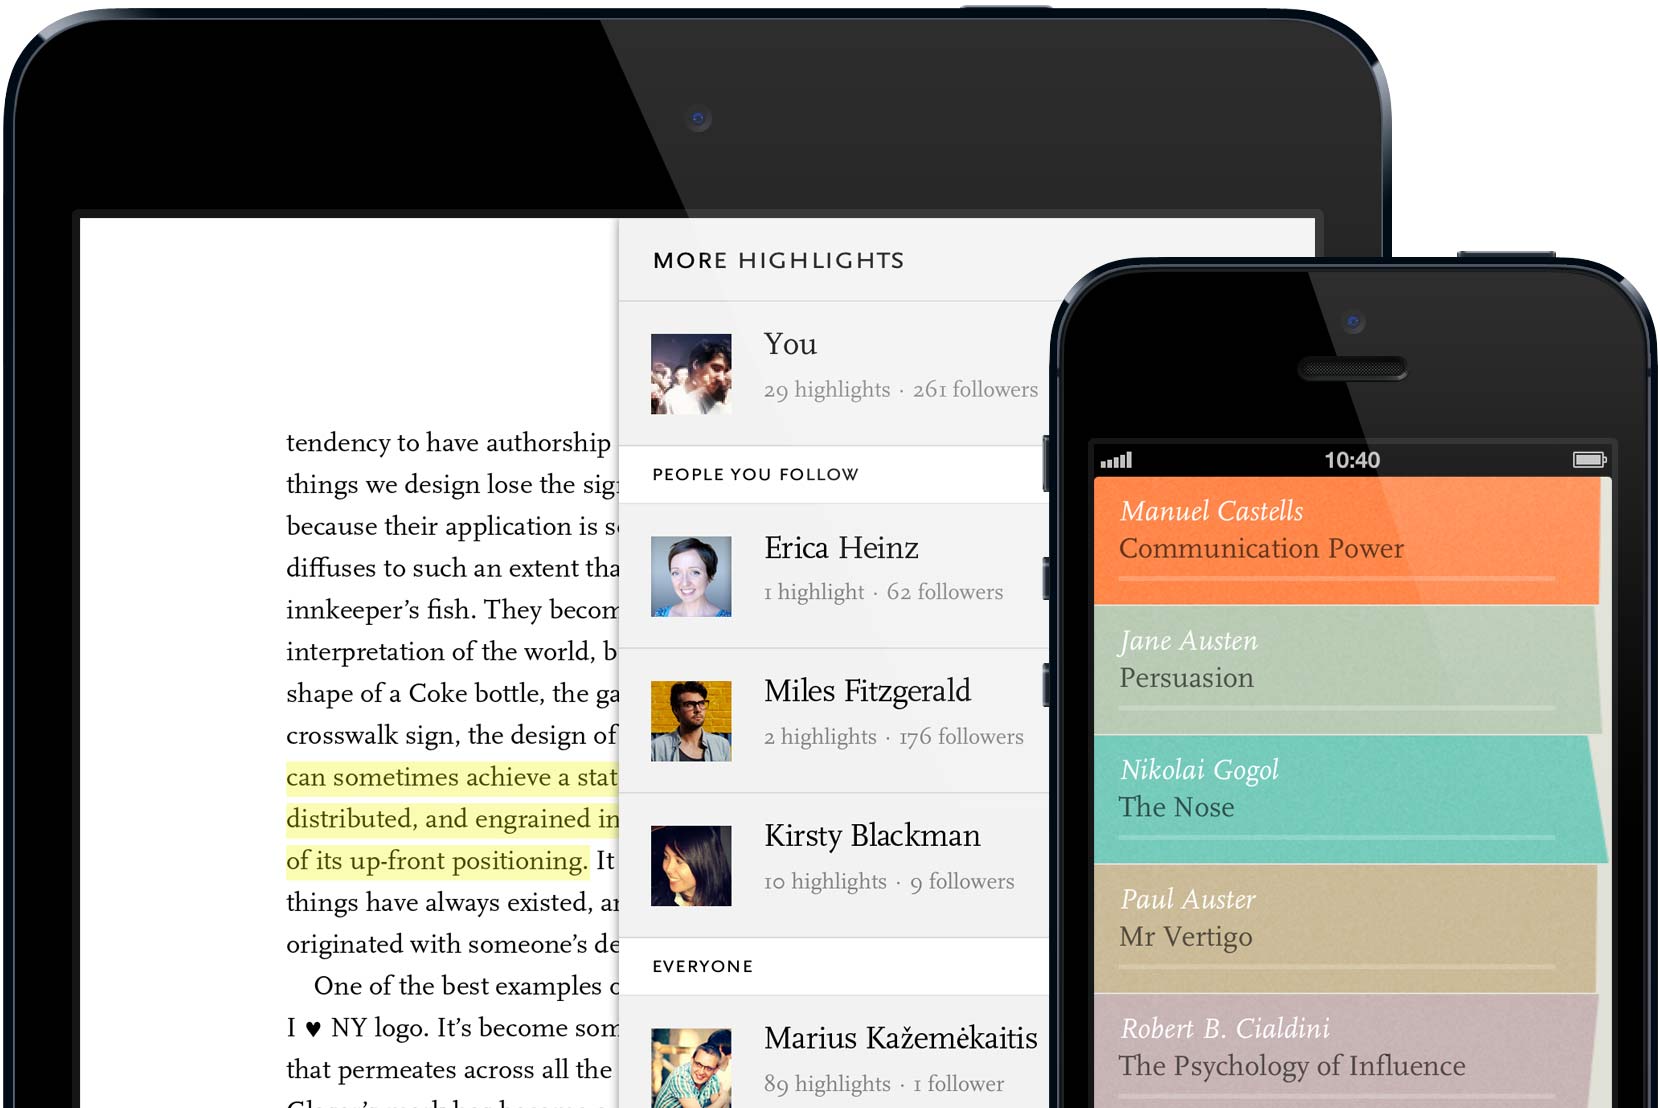 tendency to have authorship
things we design lose the sig
because their application is s
diffuses to such an extent tha
innkeeper’s fish. They becom
interpretation of the world, b
shape of a Coke bottle, the ga
crosswalk sign, the design of
can sometimes achieve a stat
distributed, and engrained in
of its up-front positioning. It
things have always existed, ar
originated with someone’s de
One of the best examples o
I ♥ NY logo. It’s become som
that permeates across all the
MORE HIGHLIGHTS
You
29 highlights · 261 followers
PEOPLE YOU FOLLOW
Erica Heinz
1 highlight · 62 followers
Miles Fitzgerald
2 highlights · 176 followers
Kirsty Blackman
10 highlights · 9 followers
EVERYONE
Marius Kažemėkaitis
89 highlights · 1 follower
10:40
Manuel Castells
Communication Power
Jane Austen
Persuasion
Nikolai Gogol
The Nose
Paul Auster
Mr Vertigo
Robert B. Cialdini
The Psychology of Influence